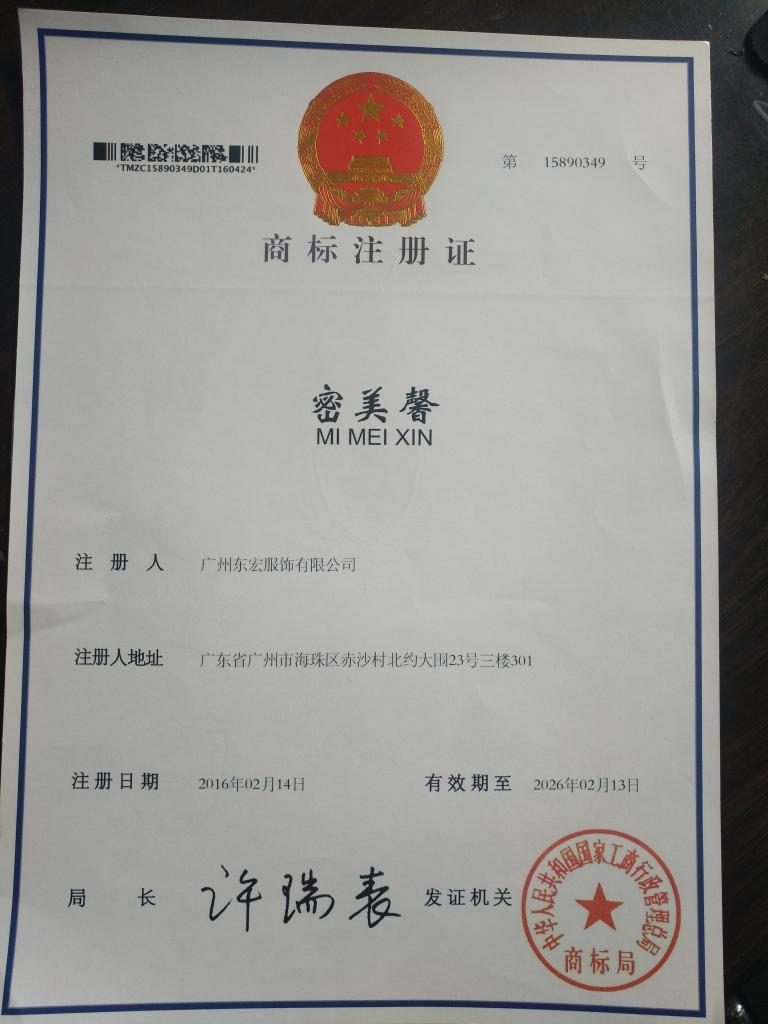 *TMZC15890349D01T160424*
第 15890349 号
商标注册证
密美馨
MI MEI XIN
注册人 广州东宏服饰有限公司
注册人地址 广东省广州市海珠区赤沙村北约大围23号三楼301
注册日期 2016年02月14日 有效期至 2026年02月13日
局长 许瑞表 发证机关
中华人民共和国国家工商行政管理总局
商标局